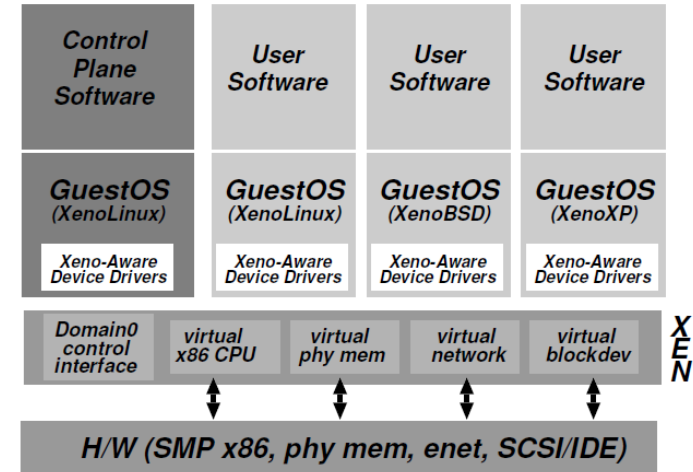 Control
Plane
Software
User
Software
User
Software
User
Software
GuestOS
(XenoLinux)
Xeno-Aware
Device Drivers
GuestOS
(XenoLinux)
Xeno-Aware
Device Drivers
GuestOS
(XenoBSD)
Xeno-Aware
Device Drivers
GuestOS
(XenoXP)
Xeno-Aware
Device Drivers
Domain0
control
interface
virtual
x86 CPU
virtual
phy mem
virtual
network
virtual
blockdev
XEN
H/W (SMP x86, phy mem, enet, SCSI/IDE)